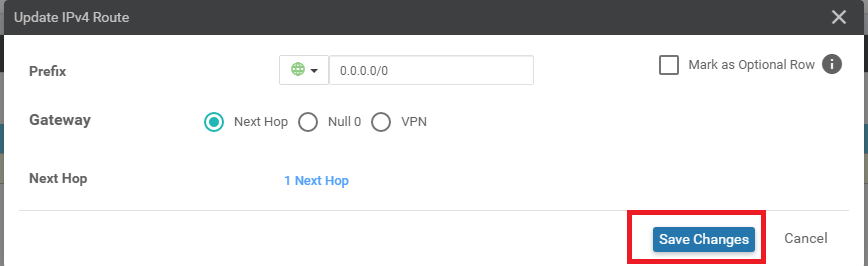 Update IPv4 Route
Prefix 0.0.0.0/0 Mark as Optional Row i
Gateway Next Hop Null 0 VPN
Next Hop 1 Next Hop
Save Changes Cancel